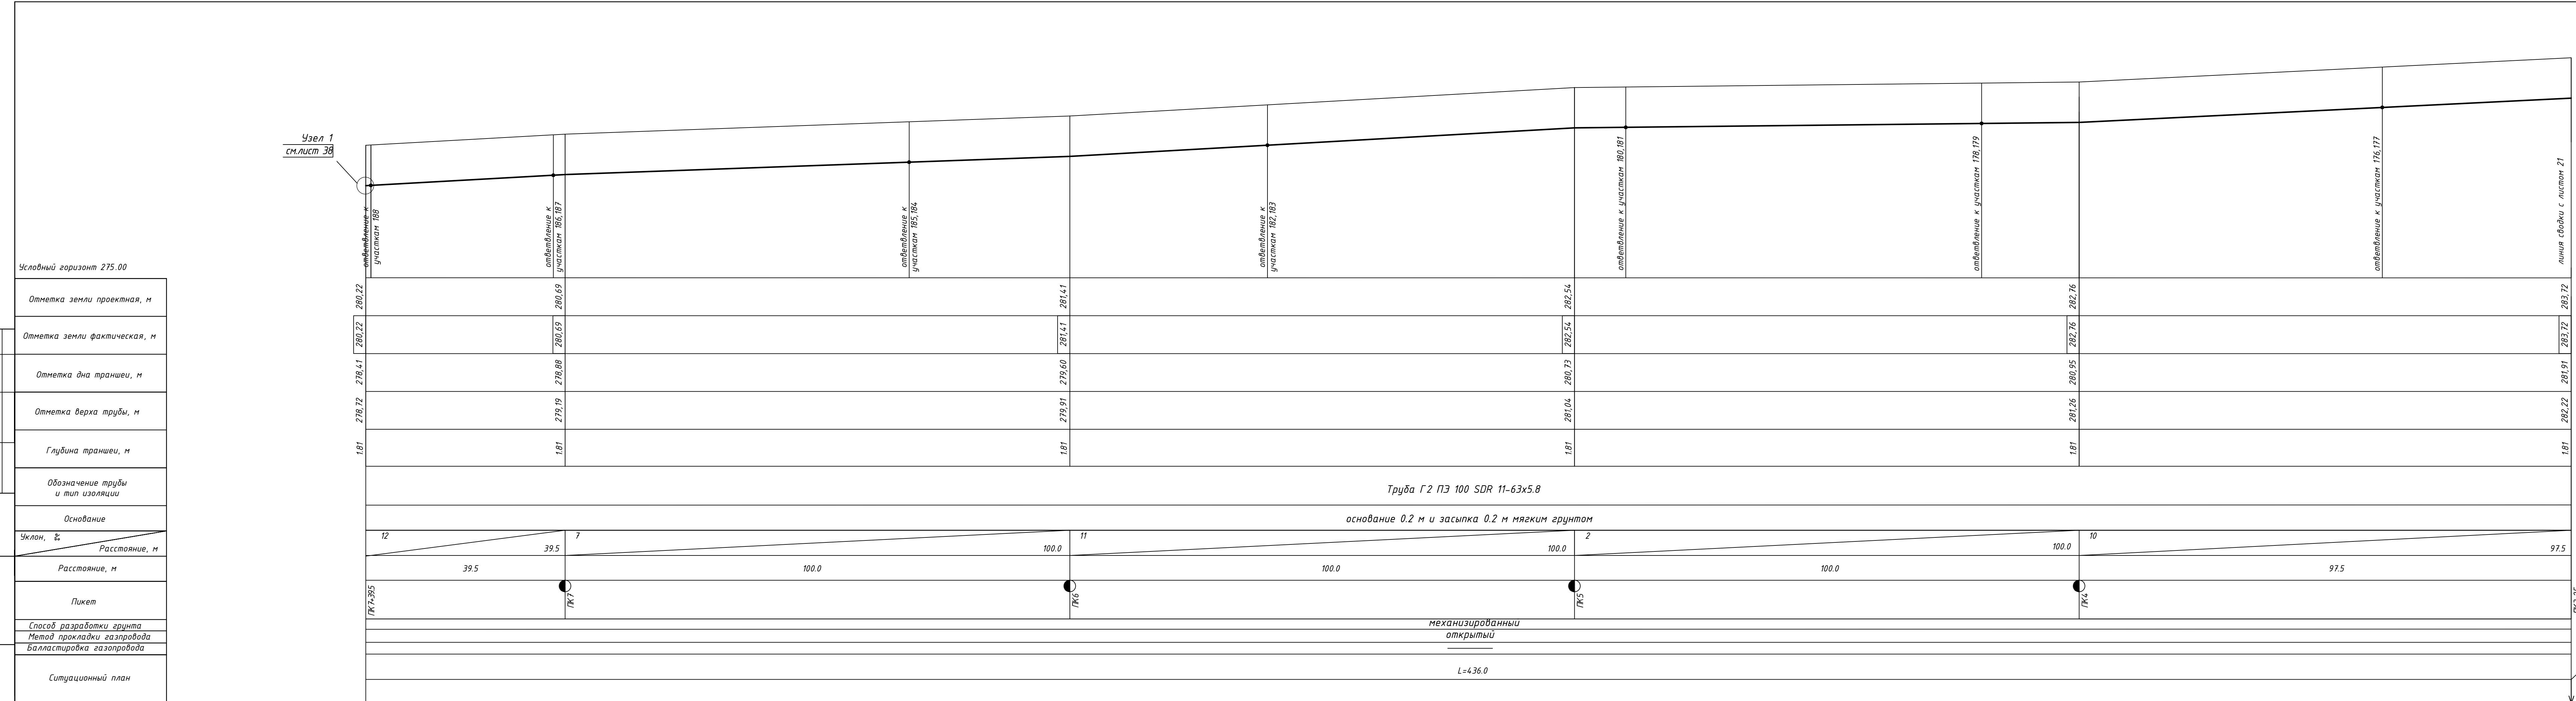 Узел 1
см.лист 38
ответвление к
участкам 188
ответвление к
участкам 186,187
ответвление к
участкам 185,184
ответвление к
участкам 182,183
ответвление к участкам 180,181
ответвление к участкам 178,179
ответвление к участкам 176,177
линия сводки с листом 21
Условный горизонт 275.00
Отметка земли проектная, м
280,22 280,69 281,41 282,54 282,76 283,72
Отметка земли фактическая, м
280,22 280,69 281,41 282,54 282,76 283,72
Отметка дна траншеи, м
278,41 278,88 279,60 280,73 280,95 281,91
Отметка верха трубы, м
278,72 279,19 279,91 281,04 281,26 282,22
Глубина траншеи, м
1.81 1.81 1.81 1.81 1.81 1.81
Обозначение трубы
и тип изоляции
Труба Г2 ПЭ 100 SDR 11-63х5.8
Основание
основание 0.2 м и засыпка 0.2 м мягким грунтом
Уклон, ‰
12 7 11 2 10
Расстояние, м
39.5 100.0 100.0 100.0 97.5
Расстояние, м
39.5 100.0 100.0 100.0 97.5
Пикет
ПК7+39.5 ПК7 ПК6 ПК5 ПК4
Способ разработки грунта
механизированный
Метод прокладки газпровода
открытый
Балластировка газопровода
Ситуационный план
L=436.0